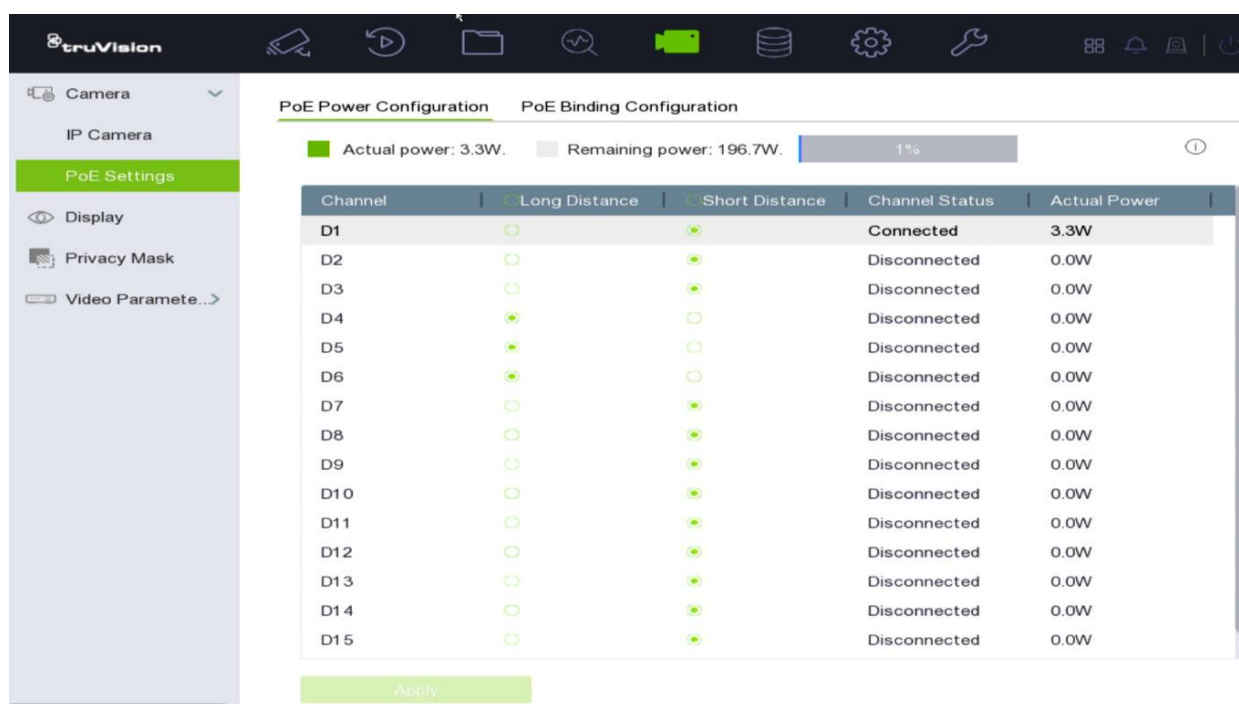 truVision
Camera
IP Camera
PoE Settings
Display
Privacy Mask
Video Paramete...
PoE Power Configuration PoE Binding Configuration
Actual power: 3.3W. Remaining power: 196.7W. 1%
Channel Long Distance Short Distance Channel Status Actual Power
D1 Connected 3.3W
D2 Disconnected 0.0W
D3 Disconnected 0.0W
D4 Disconnected 0.0W
D5 Disconnected 0.0W
D6 Disconnected 0.0W
D7 Disconnected 0.0W
D8 Disconnected 0.0W
D9 Disconnected 0.0W
D10 Disconnected 0.0W
D11 Disconnected 0.0W
D12 Disconnected 0.0W
D13 Disconnected 0.0W
D14 Disconnected 0.0W
D15 Disconnected 0.0W
Apply